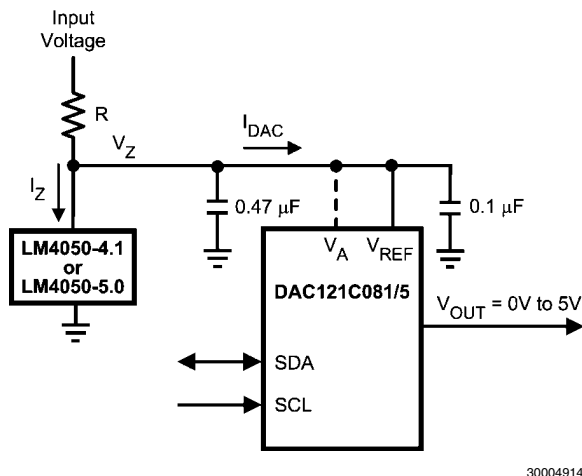 Input
Voltage
R
V_Z
I_DAC
I_Z
0.47 µF
0.1 µF
LM4050-4.1
or
LM4050-5.0
V_A
V_REF
DAC121C081/5
V_OUT = 0V to 5V
SDA
SCL
30004914